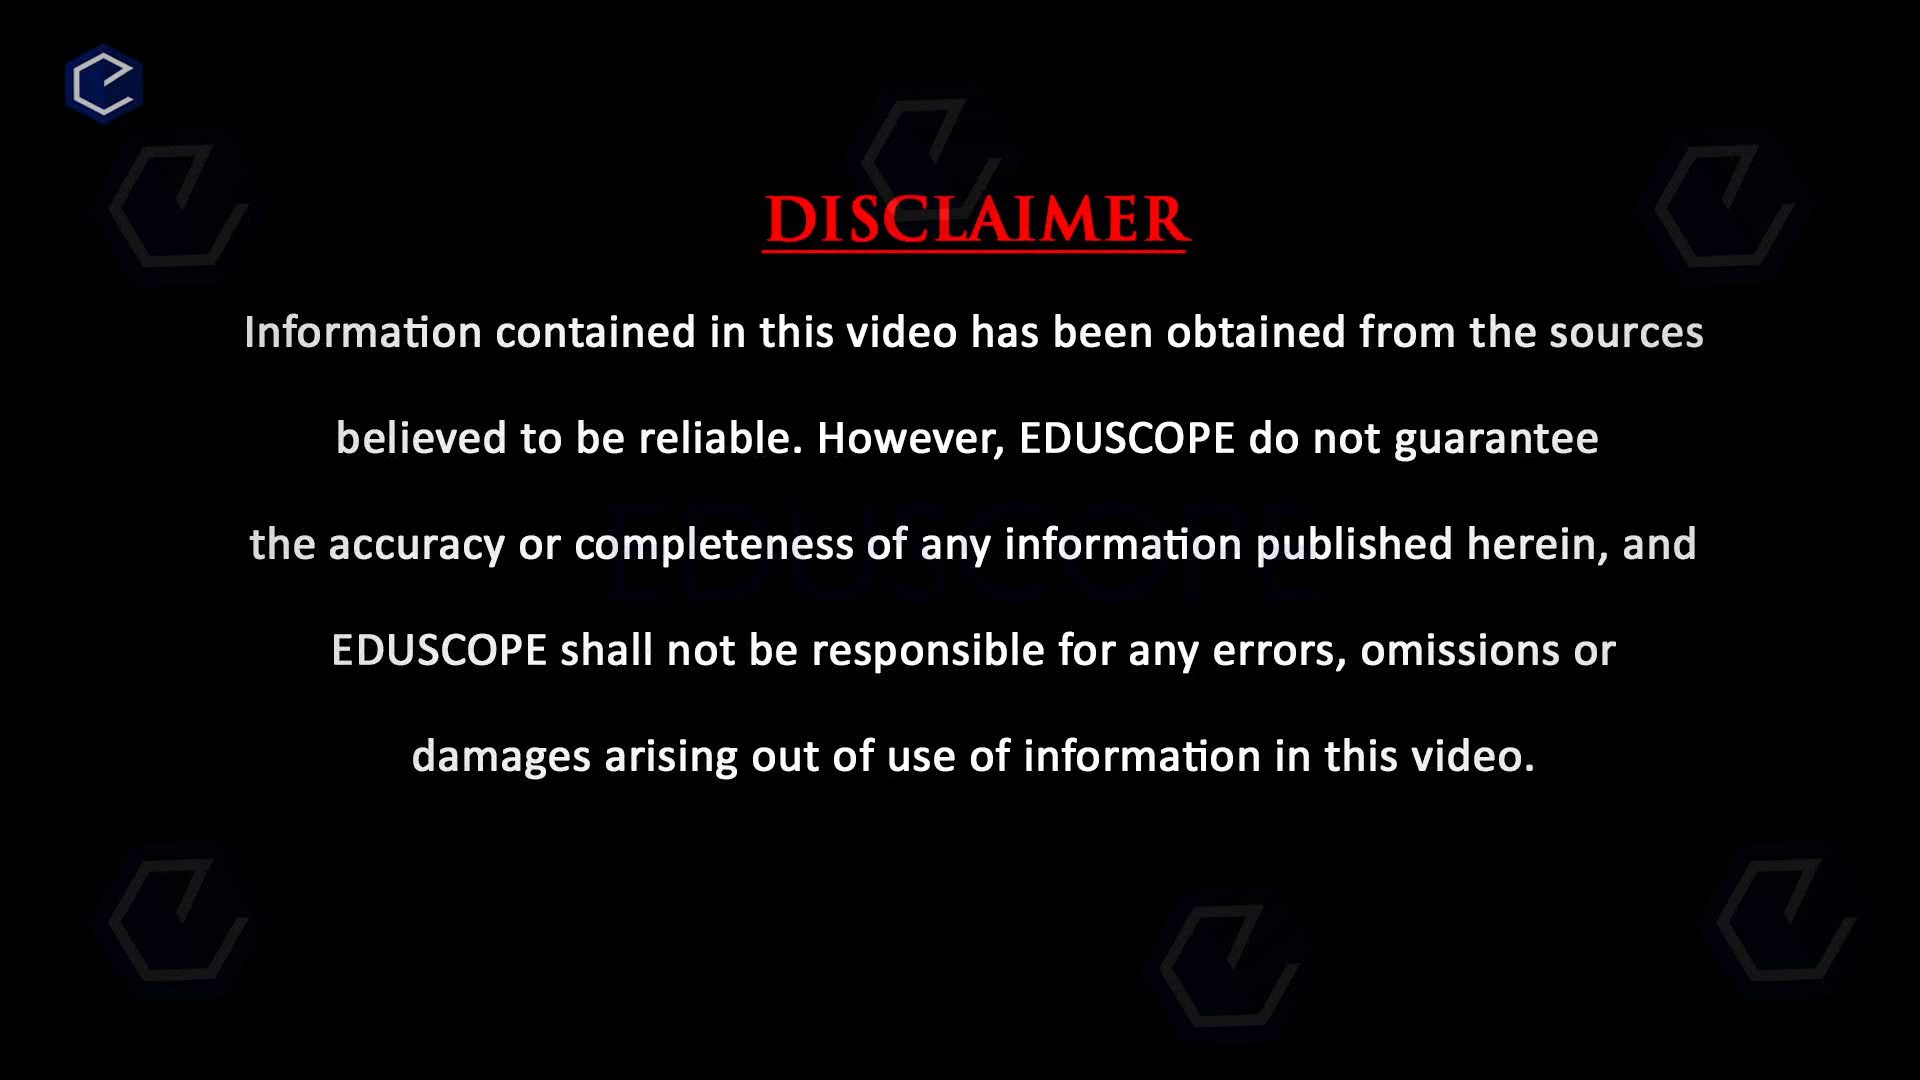 DISCLAIMER
Information contained in this video has been obtained from the sources
believed to be reliable. However, EDUSCOPE do not guarantee
the accuracy or completeness of any information published herein, and
EDUSCOPE shall not be responsible for any errors, omissions or
damages arising out of use of information in this video.
EDUSCOPE